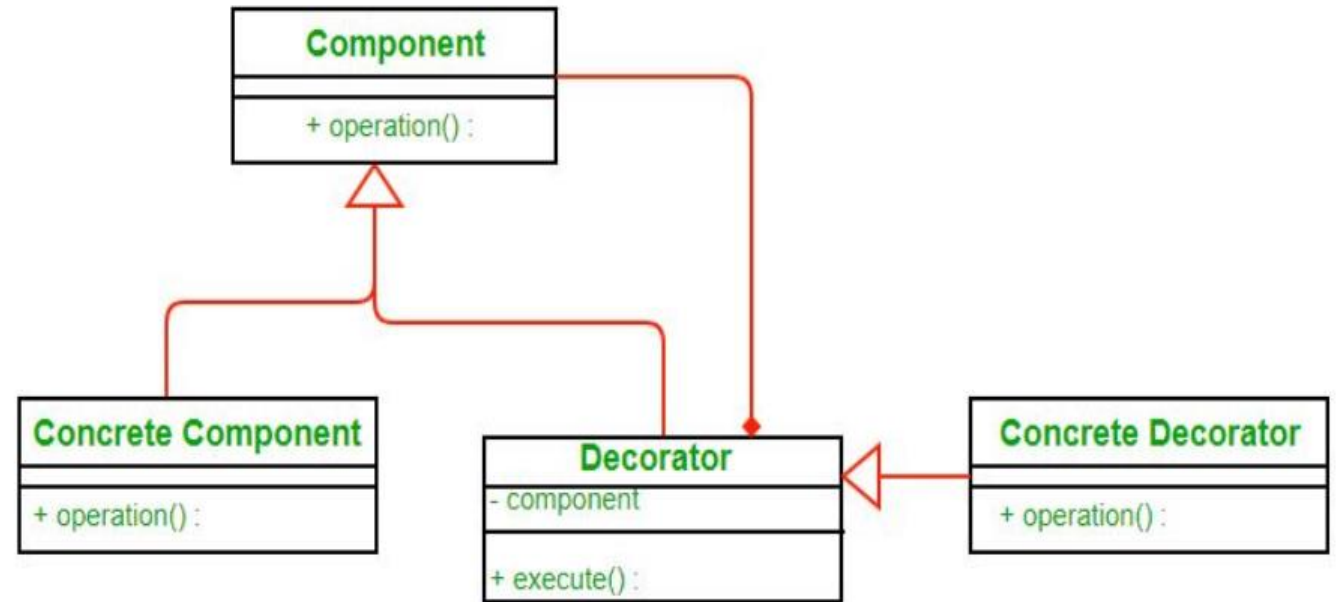 Component
+ operation() :
Concrete Component
+ operation() :
Decorator
- component
+ execute() :
Concrete Decorator
+ operation() :